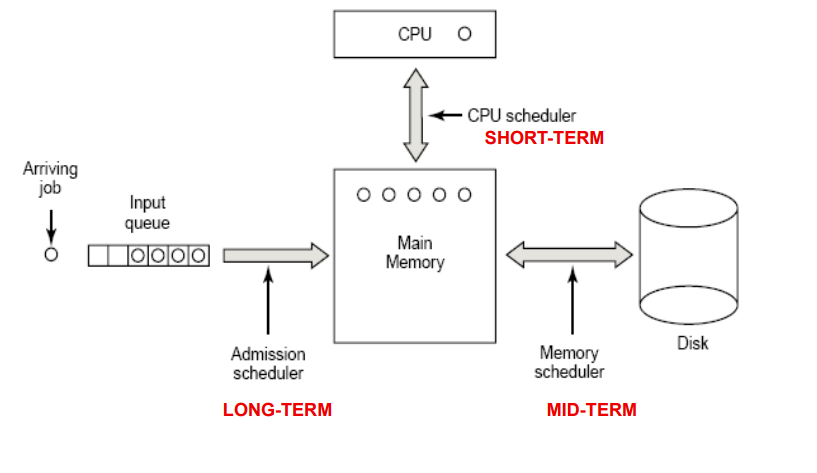 CPU
CPU scheduler
SHORT-TERM
Arriving
job
Input
queue
Main
Memory
Disk
Admission
scheduler
LONG-TERM
Memory
scheduler
MID-TERM